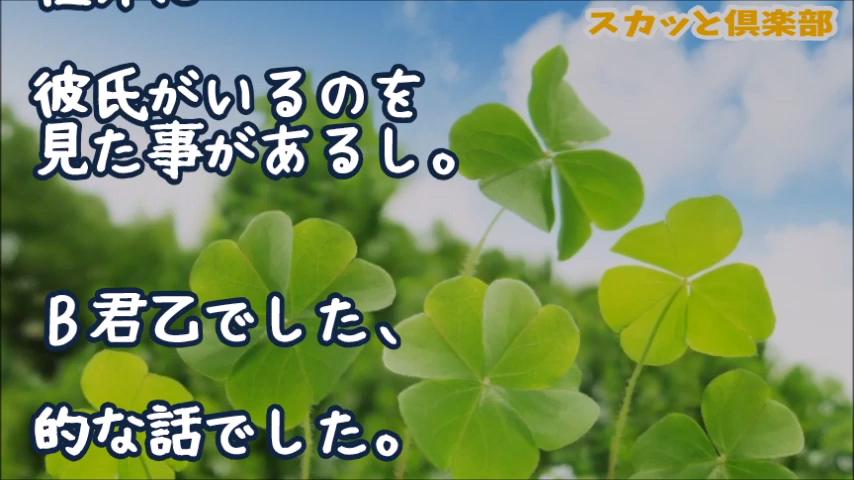 スカッと倶楽部
彼氏がいるのを
見た事があるし。
B君乙でした、
的な話でした。